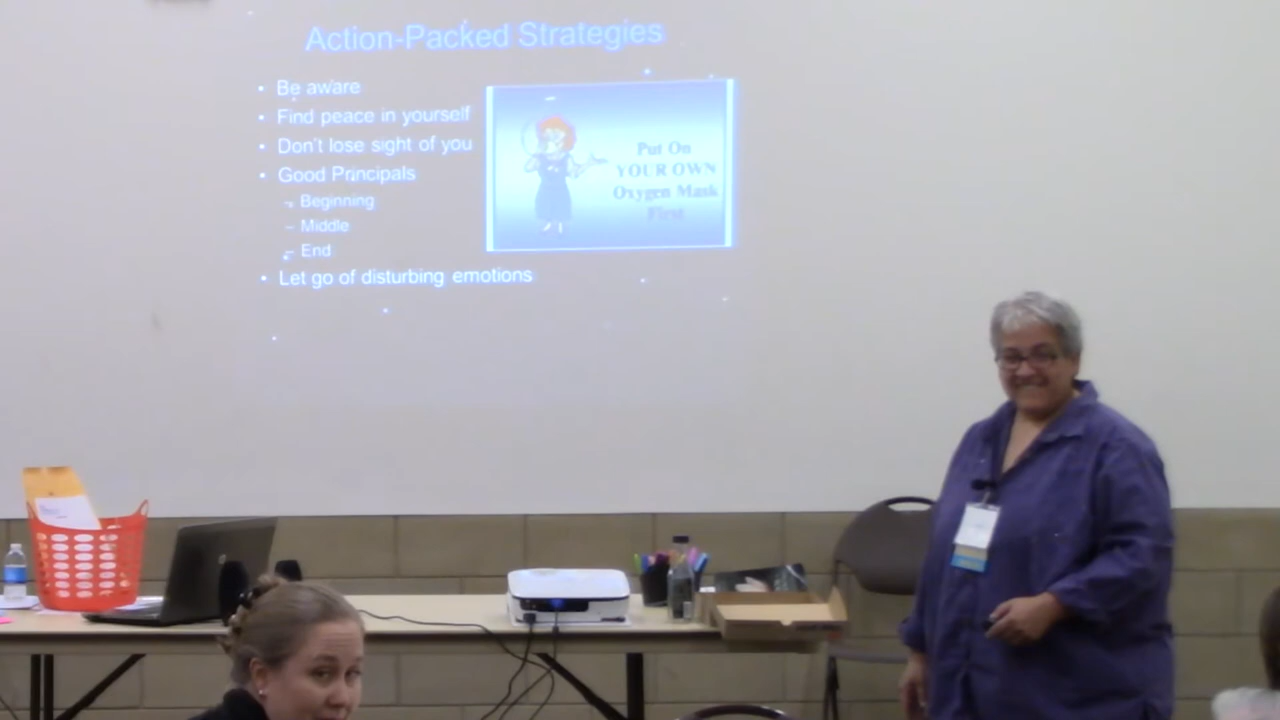 Action-Packed Strategies
• Be aware
• Find peace in yourself
• Don't lose sight of you
• Good Principals
– Beginning
– Middle
– End
• Let go of disturbing emotions
Put On
YOUR OWN
Oxygen Mask
First